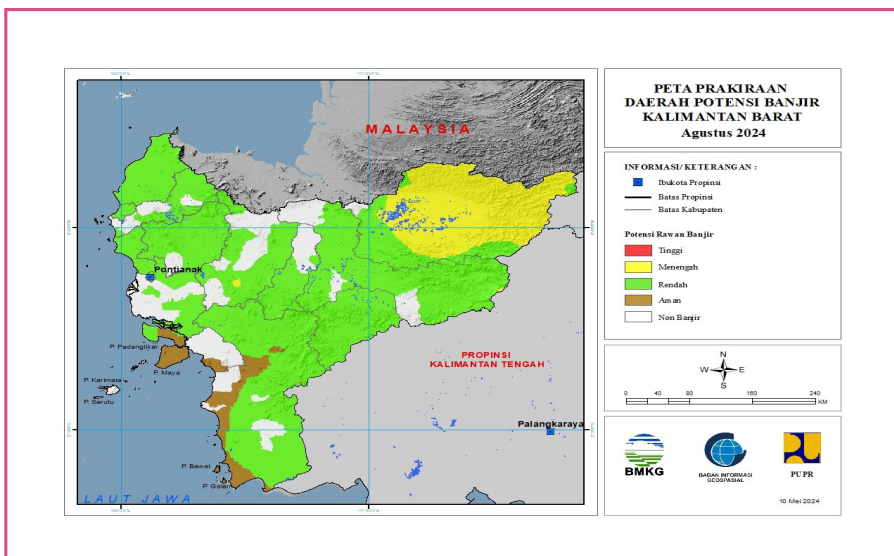 PETA PRAKIRAAN
DAERAH POTENSI BANJIR
KALIMANTAN BARAT
Agustus 2024
MALAYSIA
Pontianak
P. Padangtikar
P. Maya
P. Karimata
P. Serutu
P. Bawal
P. Gelam
LAUT JAWA
PROPINSI
KALIMANTAN TENGAH
Palangkaraya
INFORMASI/KETERANGAN :
Ibukota Propinsi
Batas Propinsi
Batas Kabupaten
Potensi Rawan Banjir
Tinggi
Menengah
Rendah
Aman
Non Banjir
N
W E
S
0 40 80 160 240
KM
BMKG
BADAN INFORMASI
GEOSPASIAL
PUPR
10 Mei 2024